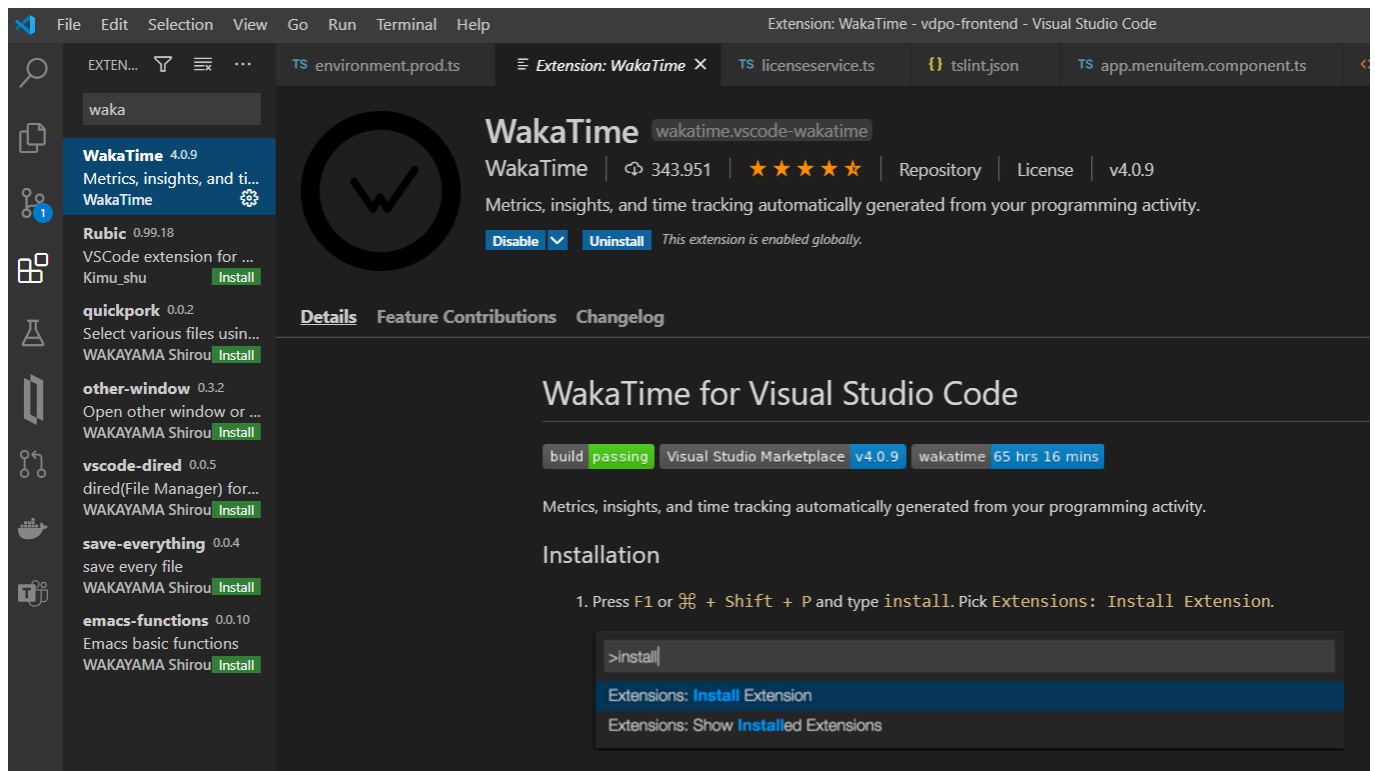 File Edit Selection View Go Run Terminal Help
Extension: WakaTime - vdpo-frontend - Visual Studio Code
EXTEN...
TS environment.prod.ts
Extension: WakaTime
TS licenseservice.ts
{} tslint.json
TS app.menuitem.component.ts
waka
WakaTime 4.0.9
Metrics, insights, and ti...
WakaTime
1
Rubic 0.99.18
VSCode extension for ...
Kimu_shu Install
quickpork 0.0.2
Select various files usin...
WAKAYAMA Shirou Install
other-window 0.3.2
Open other window or ...
WAKAYAMA Shirou Install
vscode-dired 0.0.5
dired(File Manager) for...
WAKAYAMA Shirou Install
save-everything 0.0.4
save every file
WAKAYAMA Shirou Install
emacs-functions 0.0.10
Emacs basic functions
WAKAYAMA Shirou Install
W
WakaTime wakatime.vscode-wakatime
WakaTime 343.951 Repository License v4.0.9
Metrics, insights, and time tracking automatically generated from your programming activity.
Disable Uninstall This extension is enabled globally.
Details Feature Contributions Changelog
WakaTime for Visual Studio Code
build passing Visual Studio Marketplace v4.0.9 wakatime 65 hrs 16 mins
Metrics, insights, and time tracking automatically generated from your programming activity.
Installation
1. Press F1 or ⌘ + Shift + P and type install. Pick Extensions: Install Extension.
>install
Extensions: Install Extension
Extensions: Show Installed Extensions